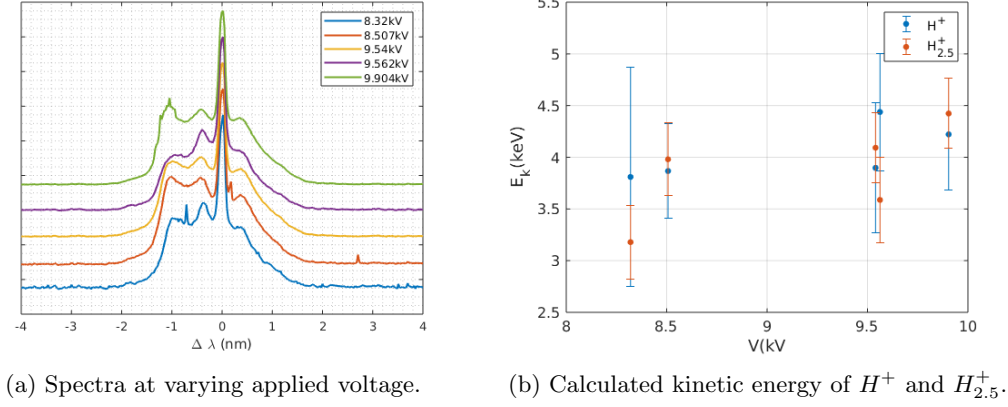 8.32kV
8.507kV
9.54kV
9.562kV
9.904kV
-4 -3 -2 -1 0 1 2 3 4
Δ λ (nm)
5.5
5
4.5
4
3.5
3
2.5
E_k(keV)
H^+
H^+_2.5
8 8.5 9 9.5 10
V(kV
(a) Spectra at varying applied voltage.
(b) Calculated kinetic energy of H^+ and H^+_2.5.